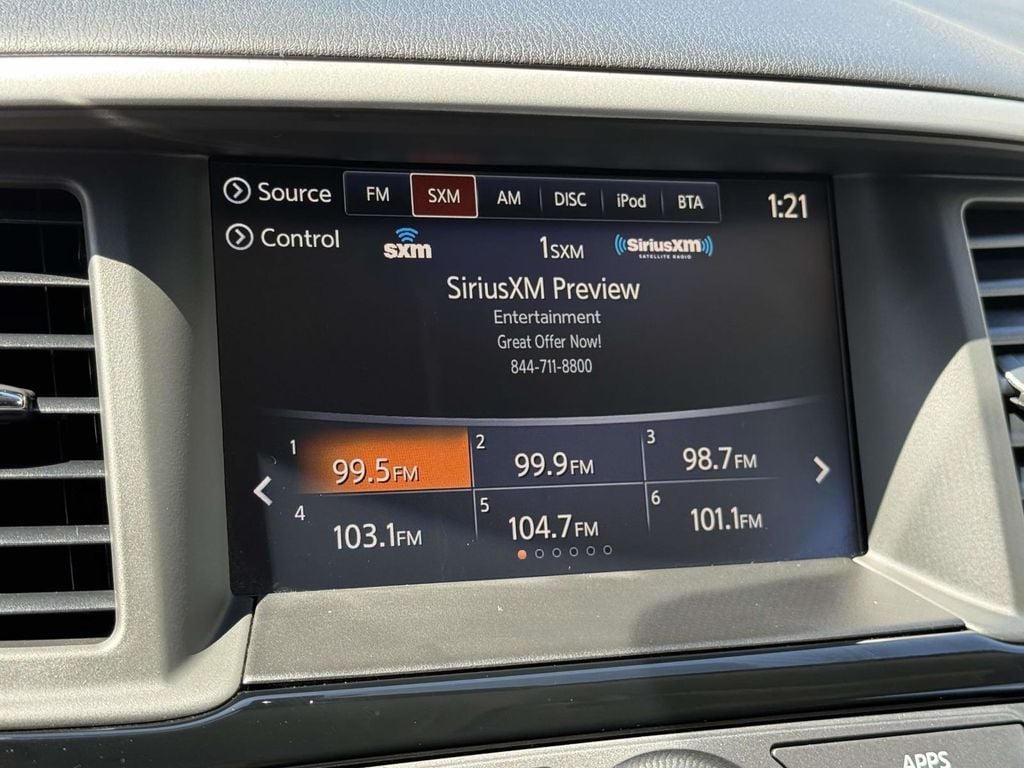 Source FM SXM AM DISC iPod BTA 1:21
Control sxm 1SXM SiriusXM
SATELLITE RADIO
SiriusXM Preview
Entertainment
Great Offer Now!
844-711-8800
1 99.5FM 2 99.9FM 3 98.7FM
4 103.1FM 5 104.7FM 6 101.1FM
APPS